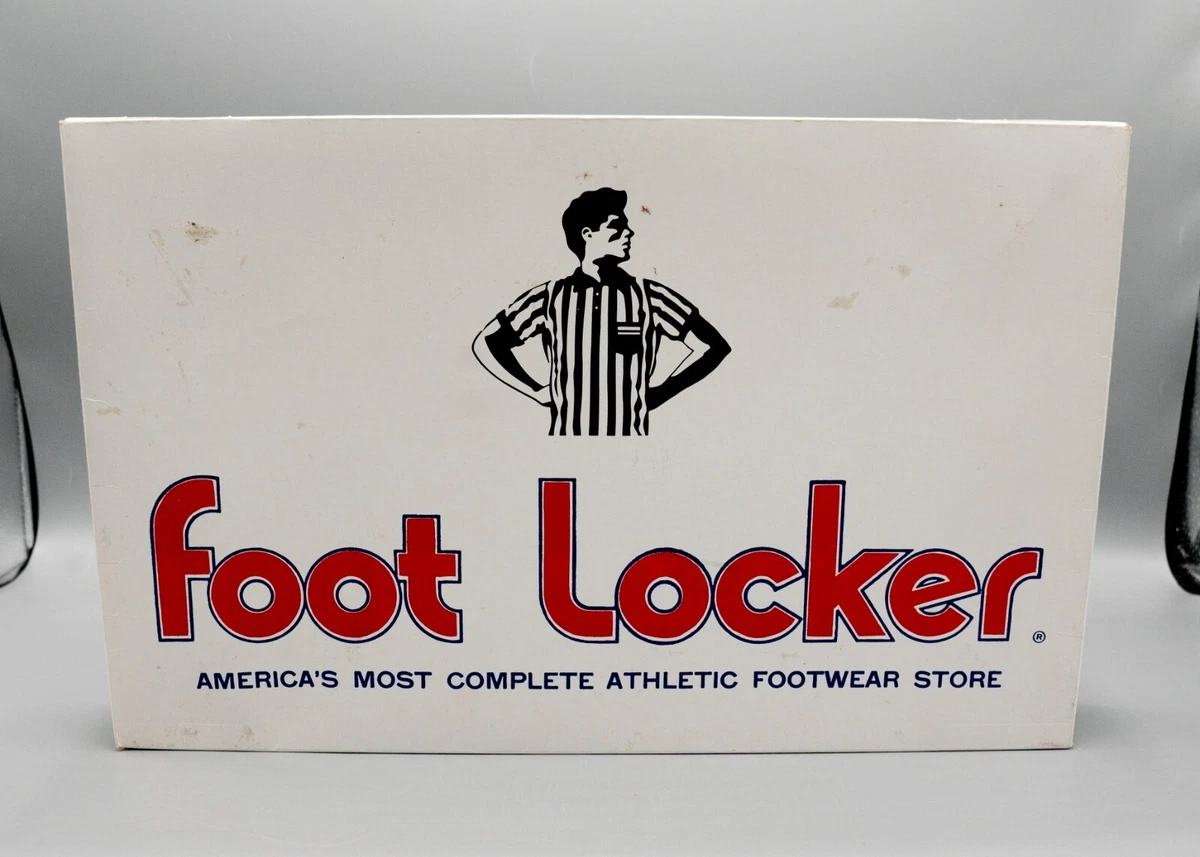 foot Locker®
AMERICA'S MOST COMPLETE ATHLETIC FOOTWEAR STORE